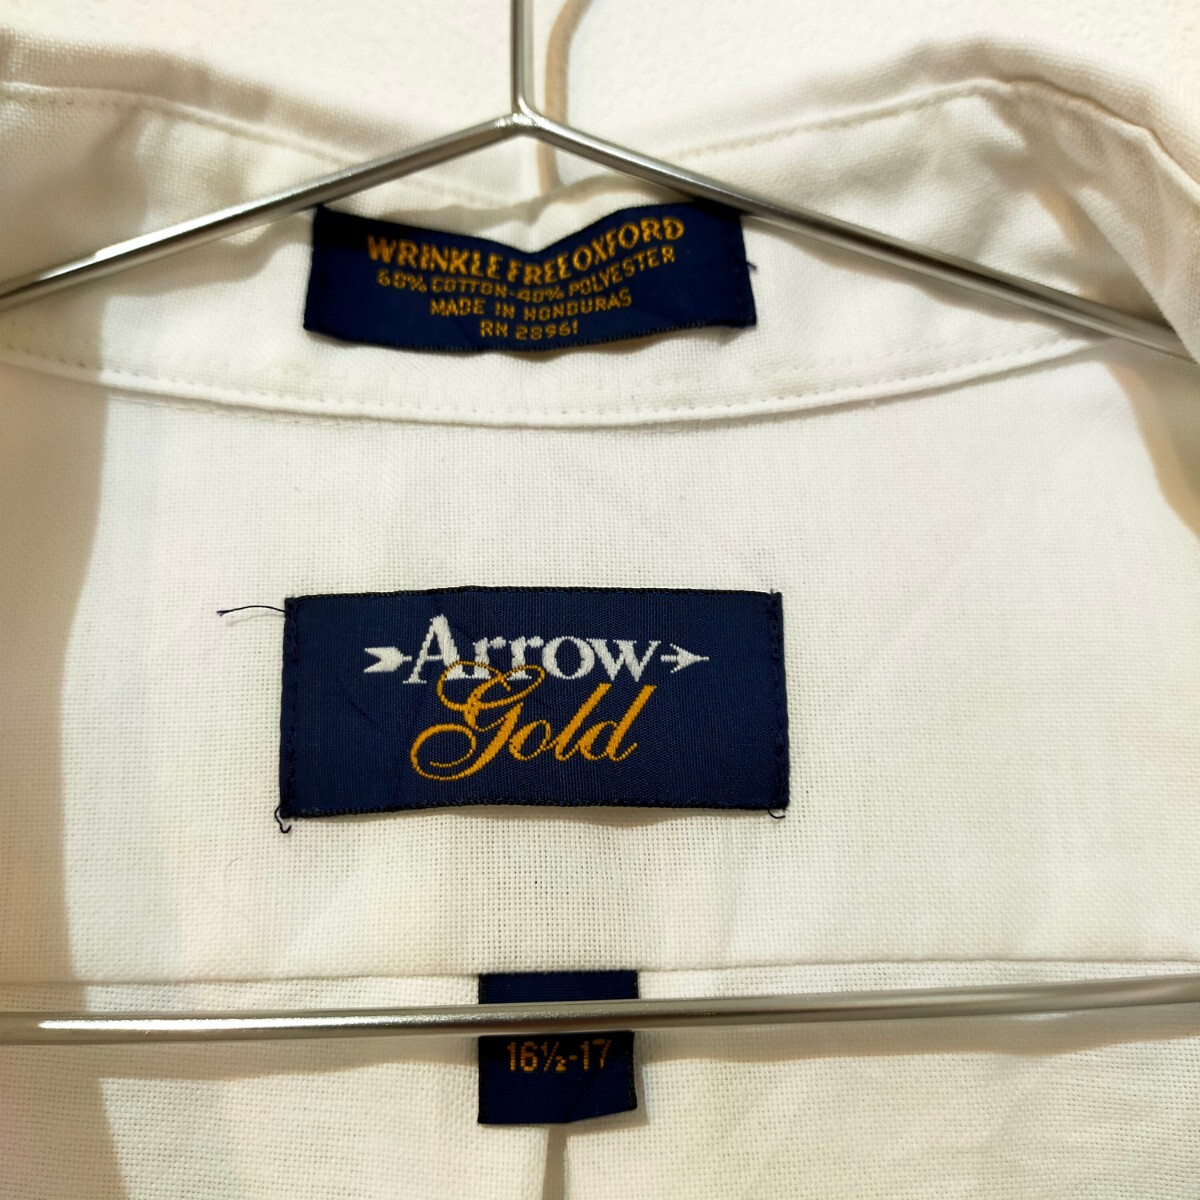 WRINKLE FREE OXFORD
60% COTTON-40% POLYESTER
MADE IN HONDURAS
RN 28961
Arrow
Gold
16½-17